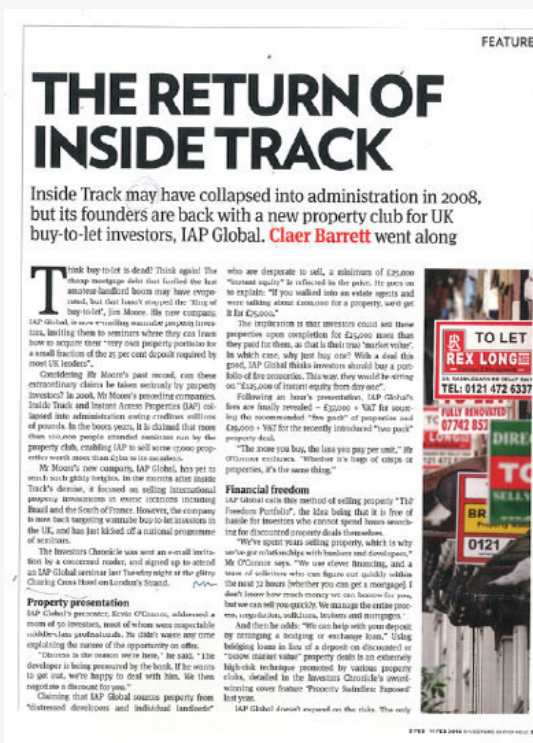 FEATURE
THE RETURN OF
INSIDE TRACK
Inside Track may have collapsed into administration in 2008,
but its founders are back with a new property club for UK
buy-to-let investors, IAP Global. Claer Barrett went along
Think buy-to-let is dead? Think again! The
cheap mortgage debt that fuelled the last
amateur-landlord boom may have evapo-
rated, but that hasn't stopped the 'King of
buy-to-let', Jim Moore. His new company,
IAP Global, is now e-mailing wannabe property inves-
tors, inviting them to seminars where they can learn
how to acquire their "very own property portfolio for
a small fraction of the 25 per cent deposit required by
most UK lenders".
Considering Mr Moore's past record, can these
extraordinary claims be taken seriously by property
investors? In 2008, Mr Moore's preceding companies,
Inside Track and Instant Access Properties (IAP) col-
lapsed into administration owing creditors millions
of pounds. In the boom years, it is claimed that more
than 100,000 people attended seminars run by the
property club, enabling IAP to sell some 17,000 prop-
erties worth more than to its members.
Mr Moore's new company, IAP Global, has yet to
reach such giddy heights. In the months after Inside
Track's demise, it focused on selling international
property investments in exotic locations including
Brazil and the South of France. However, the company
is now back targeting wannabe buy-to-let investors in
the UK, and has just kicked off a national programme
of seminars.
The Investors Chronicle was sent an e-mail invita-
tion by a concerned reader, and signed up to attend
an IAP Global seminar last Tuesday night at the glitzy
Charing Cross Hotel on London's Strand.
Property presentation
IAP Global's presenter, Kevin O'Connor, addressed a
room of 50 investors, most of whom were respectable
middle-class professionals. He didn't waste any time
explaining the nature of the opportunity on offer.
"Distress is the reason we're here," he said. "The
developer is being pressured by the bank. If he wants
to get out, we're happy to deal with him. We then
negotiate a discount for you."
Claiming that IAP Global sources property from
"distressed developers and individual landlords"
who are desperate to sell, a minimum of £25,000
"instant equity" is reflected in the price. He goes on
to explain: "If you walked into an estate agents and
were talking about £100,000 for a property, we'd get
it for £75,000."
The implication is that investors could sell these
properties upon completion for £25,000 more than
they paid for them, as that is their true 'market value'.
In which case, why just buy one? With a deal this
good, IAP Global thinks investors should buy a port-
folio of five properties. This way, they would be sitting
on "£125,000 of instant equity from day one".
Following an hour's presentation, IAP Global's
fees are finally revealed – £32,000 + VAT for sourc-
ing the recommended "five pack" of properties and
£19,000 + VAT for the recently introduced "two pack"
property deal.
"The more you buy, the less you pay per unit," Mr
O'Connor enthuses. "Whether it's bags of crisps or
properties, it's the same thing."
Financial freedom
IAP Global calls this method of selling property "The
Freedom Portfolio", the idea being that it is free of
hassle for investors who cannot spend hours search-
ing for discounted property deals themselves.
"We've spent years selling property, which is why
we've got relationships with bankers and developers,"
Mr O'Connor says. "We use clever financing, and a
team of solicitors who can figure out quickly within
the next 72 hours [whether you can get a mortgage]. I
don't know how much money we can borrow for you,
but we can tell you quickly. We manage the entire proc-
ess, negotiation, solicitors, brokers and mortgages."
And then he adds: "We can help with your deposit
by arranging a bridging or exchange loan." Using
bridging loans in lieu of a deposit on discounted or
"below market value" property deals is an extremely
high-risk technique promoted by various property
clubs, detailed in the Investors Chronicle's award-
winning cover feature 'Property Swindles: Exposed'
last year.
IAP Global doesn't expand on the risks. The only
TO LET
REX LONG
TEL: 0121 472 6337
FULLY RENOVATED
07742 852
LONG
DIRE
TO
SELLY
BR
0121